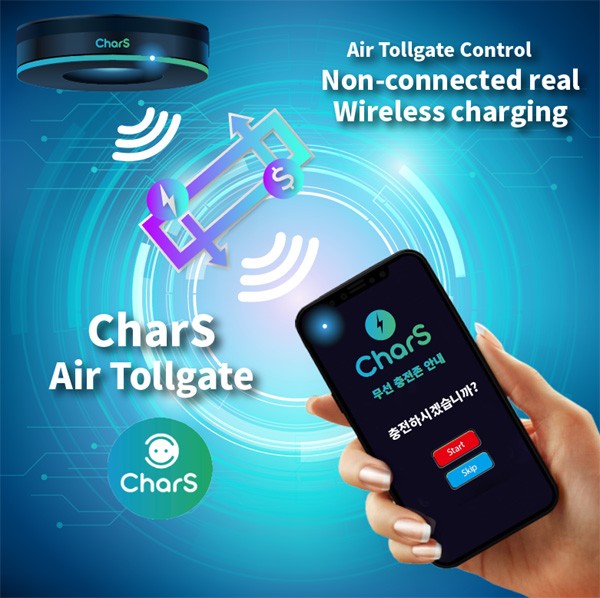 CharS
Air Tollgate Control
Non-connected real
Wireless charging
$
CharS
Air Tollgate
CharS
CharS
무선 충전존 안내
충전하시겠습니까?
Start
Skip